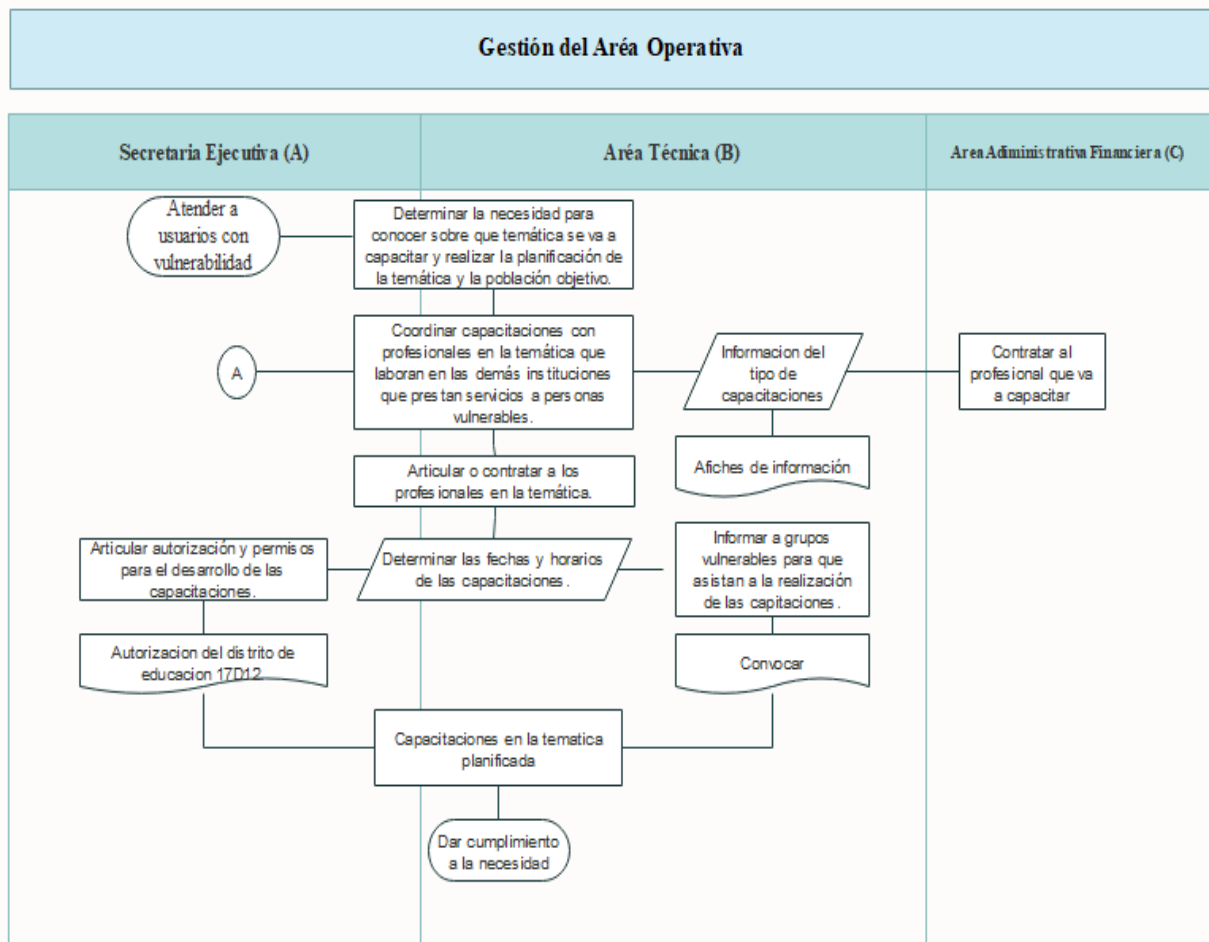 Gestión del Aréa Operativa
Secretaria Ejecutiva (A)
Aréa Técnica (B)
Area Adiministrativa Financiera (C)
Atender a
usuarios con
vulnerabilidad
Determinar la necesidad para
conocer sobre que temática se va a
capacitar y realizar la planificación de
la temática y la población objetivo.
A
Coordinar capacitaciones con
profesionales en la temática que
laboran en las demás instituciones
que prestan servicios a personas
vulnerables.
Informacion del
tipo de
capacitaciones
Contratar al
profesional que va
a capacitar
Afiches de información
Articular o contratar a los
profesionales en la temática.
Articular autorización y permisos
para el desarrollo de las
capacitaciones.
Determinar las fechas y horarios
de las capacitaciones.
Informar a grupos
vulnerables para que
asistan a la realización
de las capitaciones.
Autorizacion del distrito de
educacion 17D12
Convocar
Capacitaciones en la tematica
planificada
Dar cumplimiento
a la necesidad